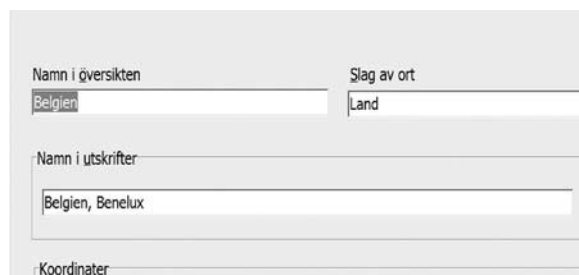 Namn i översikten Slag av ort
Belgien Land
Namn i utskrifter
Belgien, Benelux
Koordinater